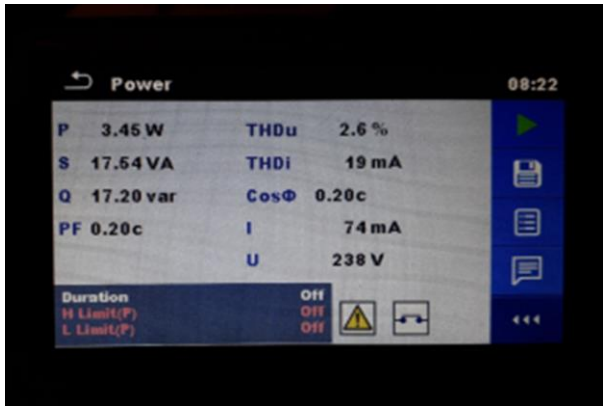 Power 08:22
P 3.45 W THDu 2.6 %
S 17.54 VA THDi 19 mA
Q 17.20 var CosΦ 0.20c
PF 0.20c I 74 mA
U 238 V
Duration Off
H Limit(P) Off
L Limit(P) Off